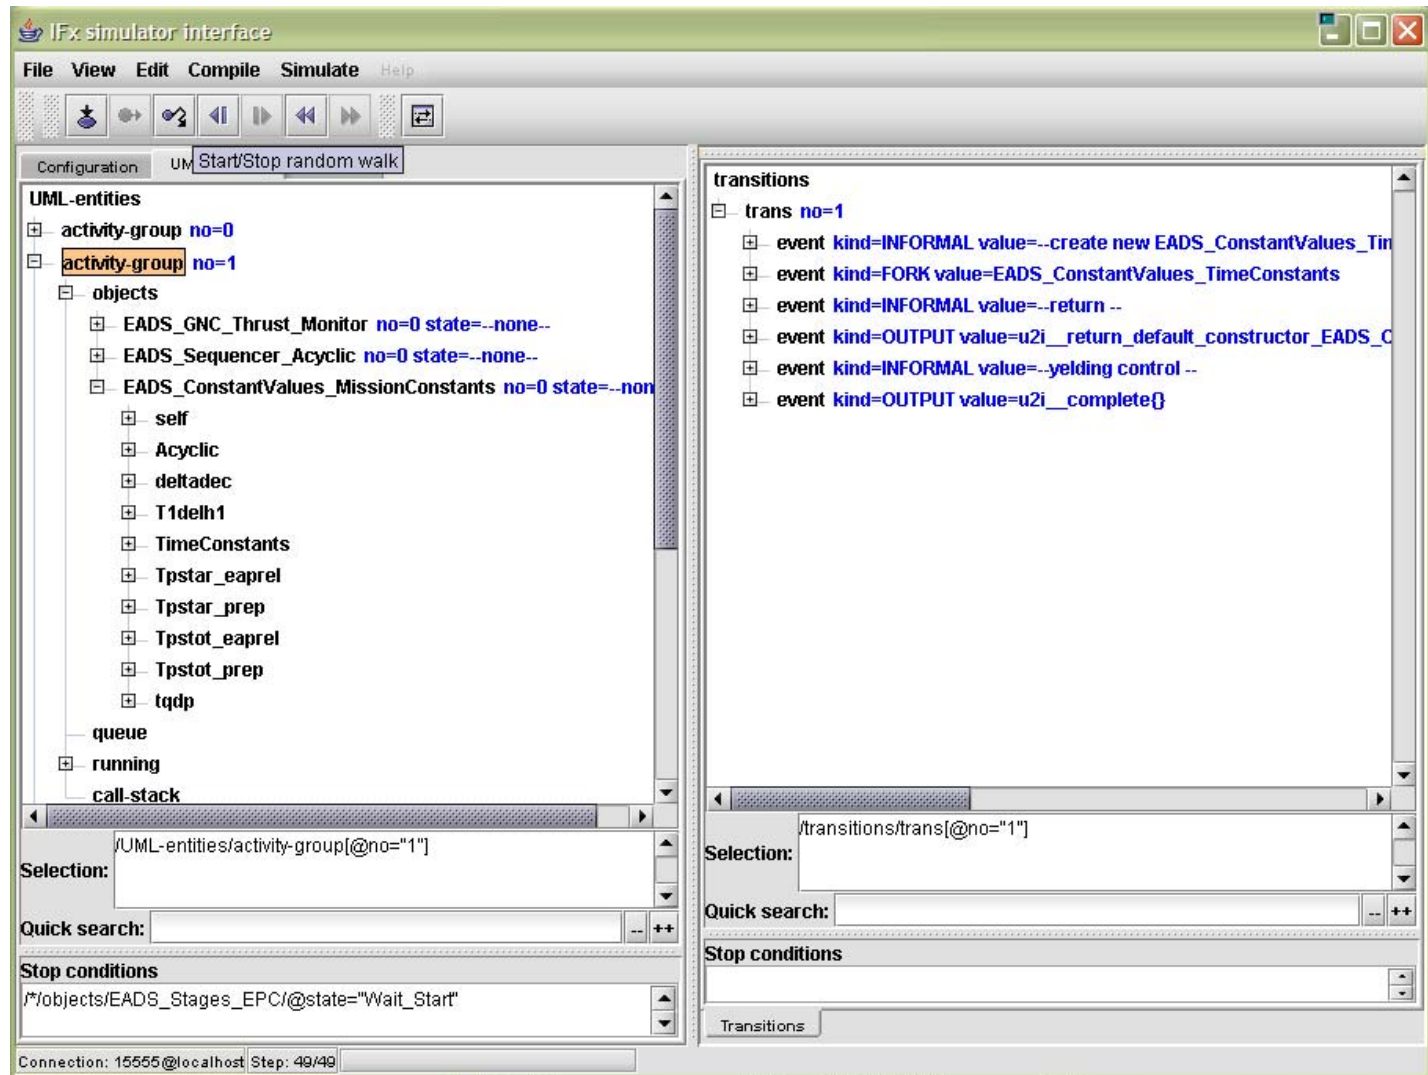 IFx simulator interface
File View Edit Compile Simulate Help
Configuration UM Start/Stop random walk
UML-entities
activity-group no=0
activity-group no=1
objects
EADS_GNC_Thrust_Monitor no=0 state=--none--
EADS_Sequencer_Acyclic no=0 state=--none--
EADS_ConstantValues_MissionConstants no=0 state=--non
self
Acyclic
deltadec
T1delh1
TimeConstants
Tpstar_eaprel
Tpstar_prep
Tpstot_eaprel
Tpstot_prep
tqdp
queue
running
call-stack
Selection: /UML-entities/activity-group[@no="1"]
Quick search: -- ++
Stop conditions
/*/objects/EADS_Stages_EPC/@state="Wait_Start"
transitions
trans no=1
event kind=INFORMAL value=--create new EADS_ConstantValues_Tim
event kind=FORK value=EADS_ConstantValues_TimeConstants
event kind=INFORMAL value=--return --
event kind=OUTPUT value=u2i__return_default_constructor_EADS_C
event kind=INFORMAL value=--yelding control --
event kind=OUTPUT value=u2i__complete{}
Selection: /transitions/trans[@no="1"]
Quick search: -- ++
Stop conditions
Transitions
Connection: 15555@localhost Step: 49/49